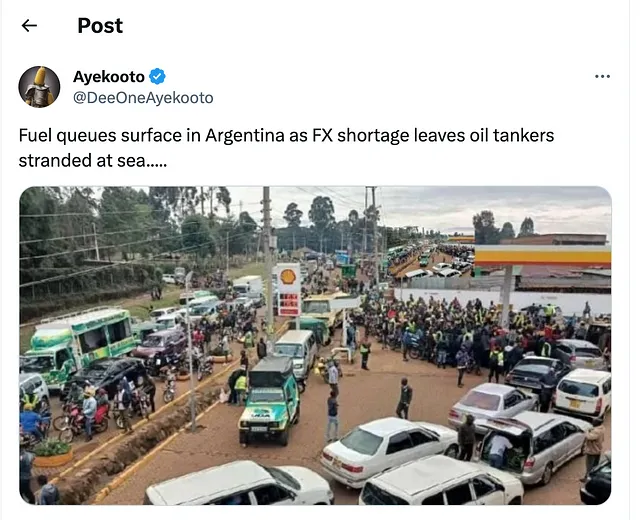 Post
Ayekooto
@DeeOneAyekooto
Fuel queues surface in Argentina as FX shortage leaves oil tankers
stranded at sea.....